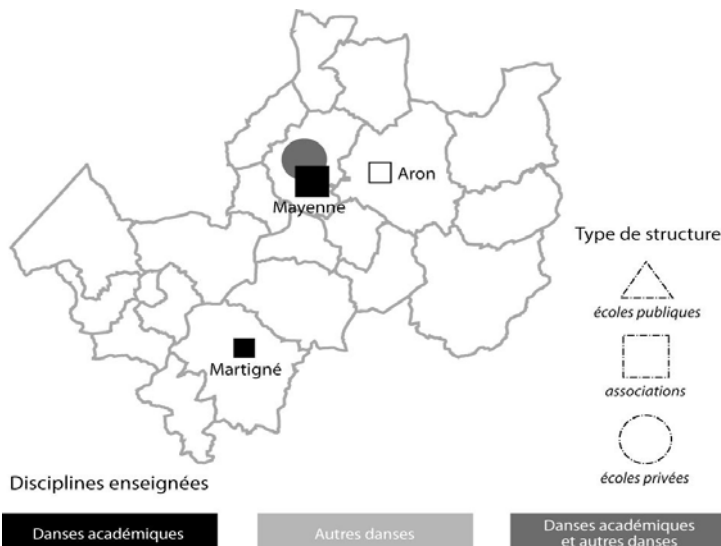 Aron
Mayenne
Type de structure
écoles publiques
Martigné
associations
écoles privées
Disciplines enseignées
Danses académiques
Autres danses
Danses académiques
et autres danses